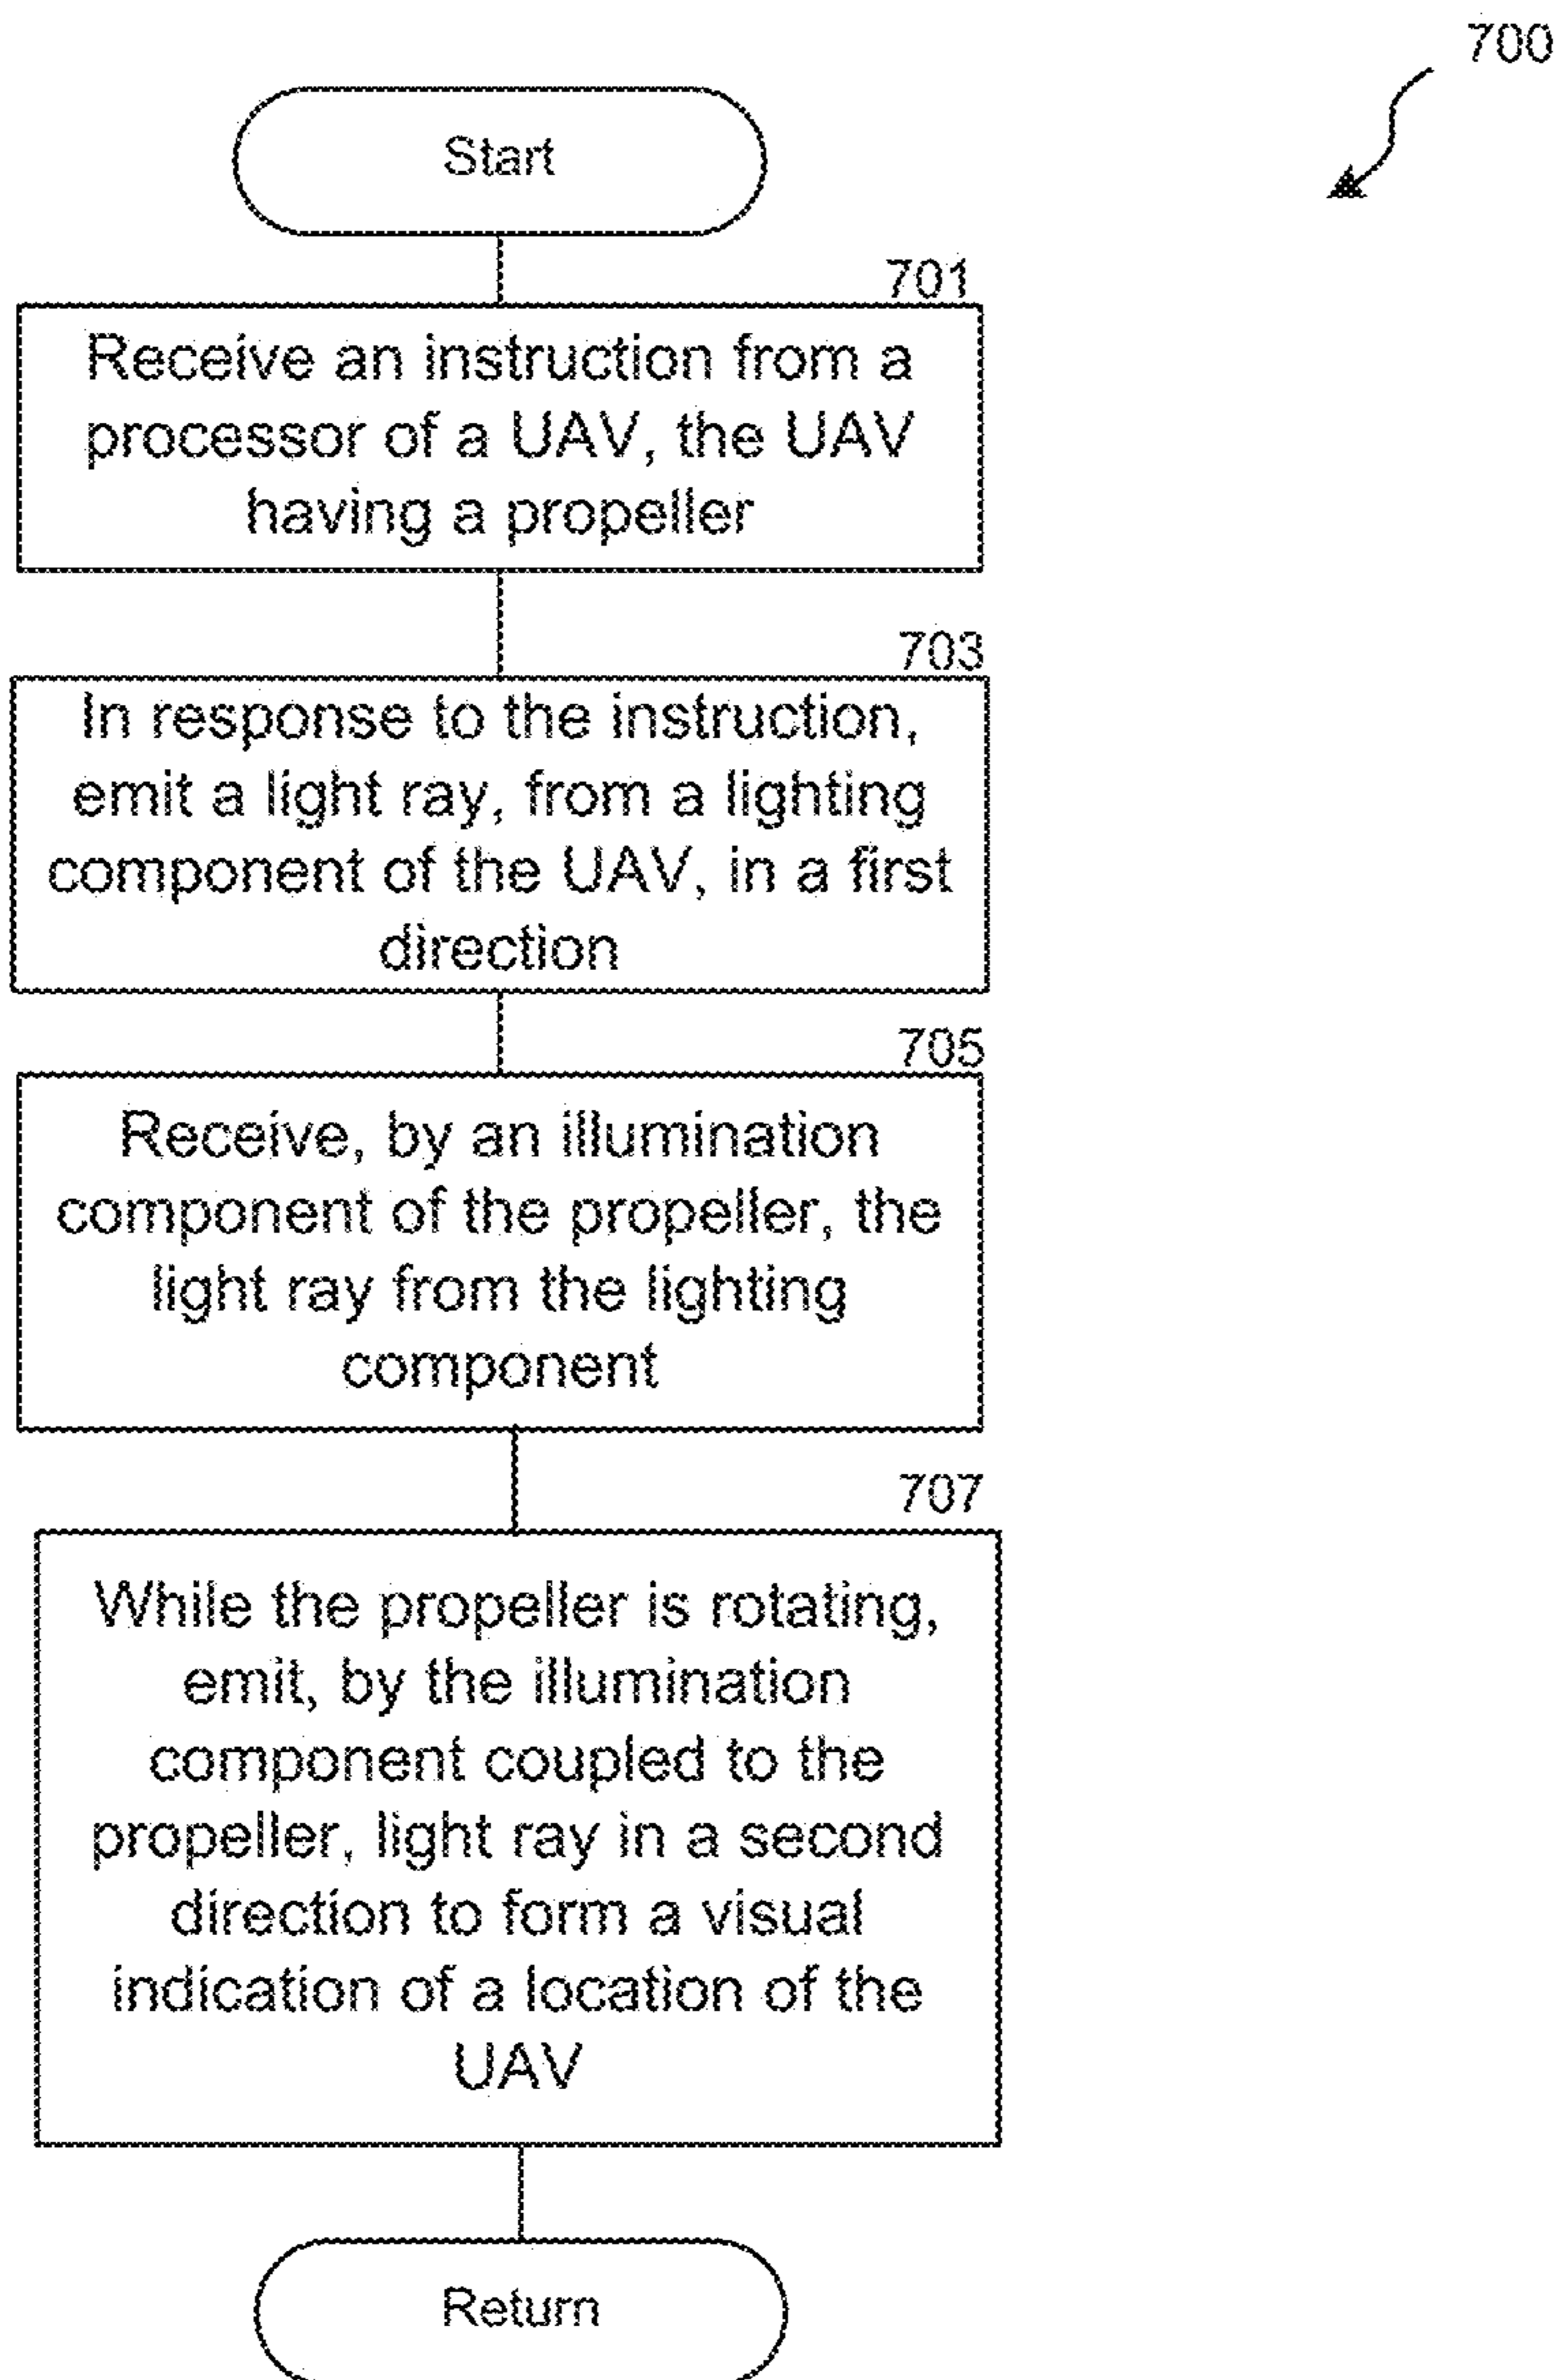 700
Start
701
Receive an instruction from a
processor of a UAV, the UAV
having a propeller
703
In response to the instruction,
emit a light ray, from a lighting
component of the UAV, in a first
direction
705
Receive, by an illumination
component of the propeller, the
light ray from the lighting
component
707
While the propeller is rotating,
emit, by the illumination
component coupled to the
propeller, light ray in a second
direction to form a visual
indication of a location of the
UAV
Return